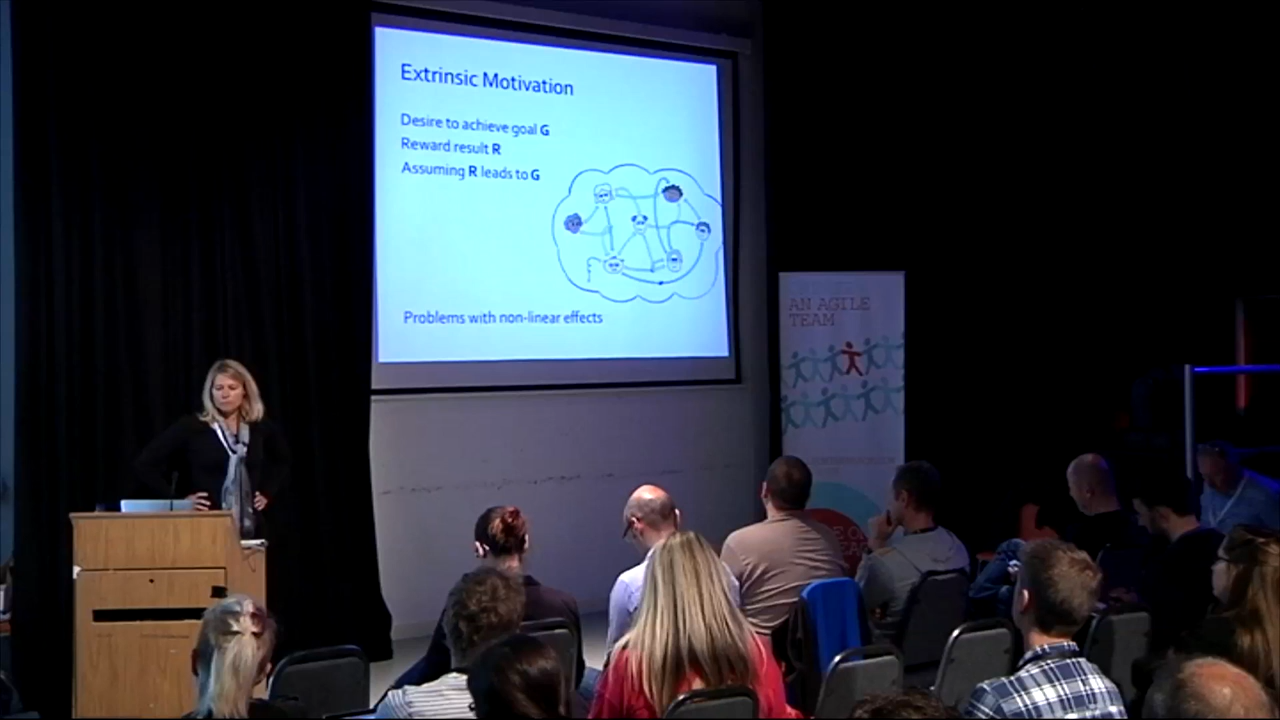 Extrinsic Motivation
Desire to achieve goal G
Reward result R
Assuming R leads to G
Problems with non-linear effects
AN AGILE
TEAM